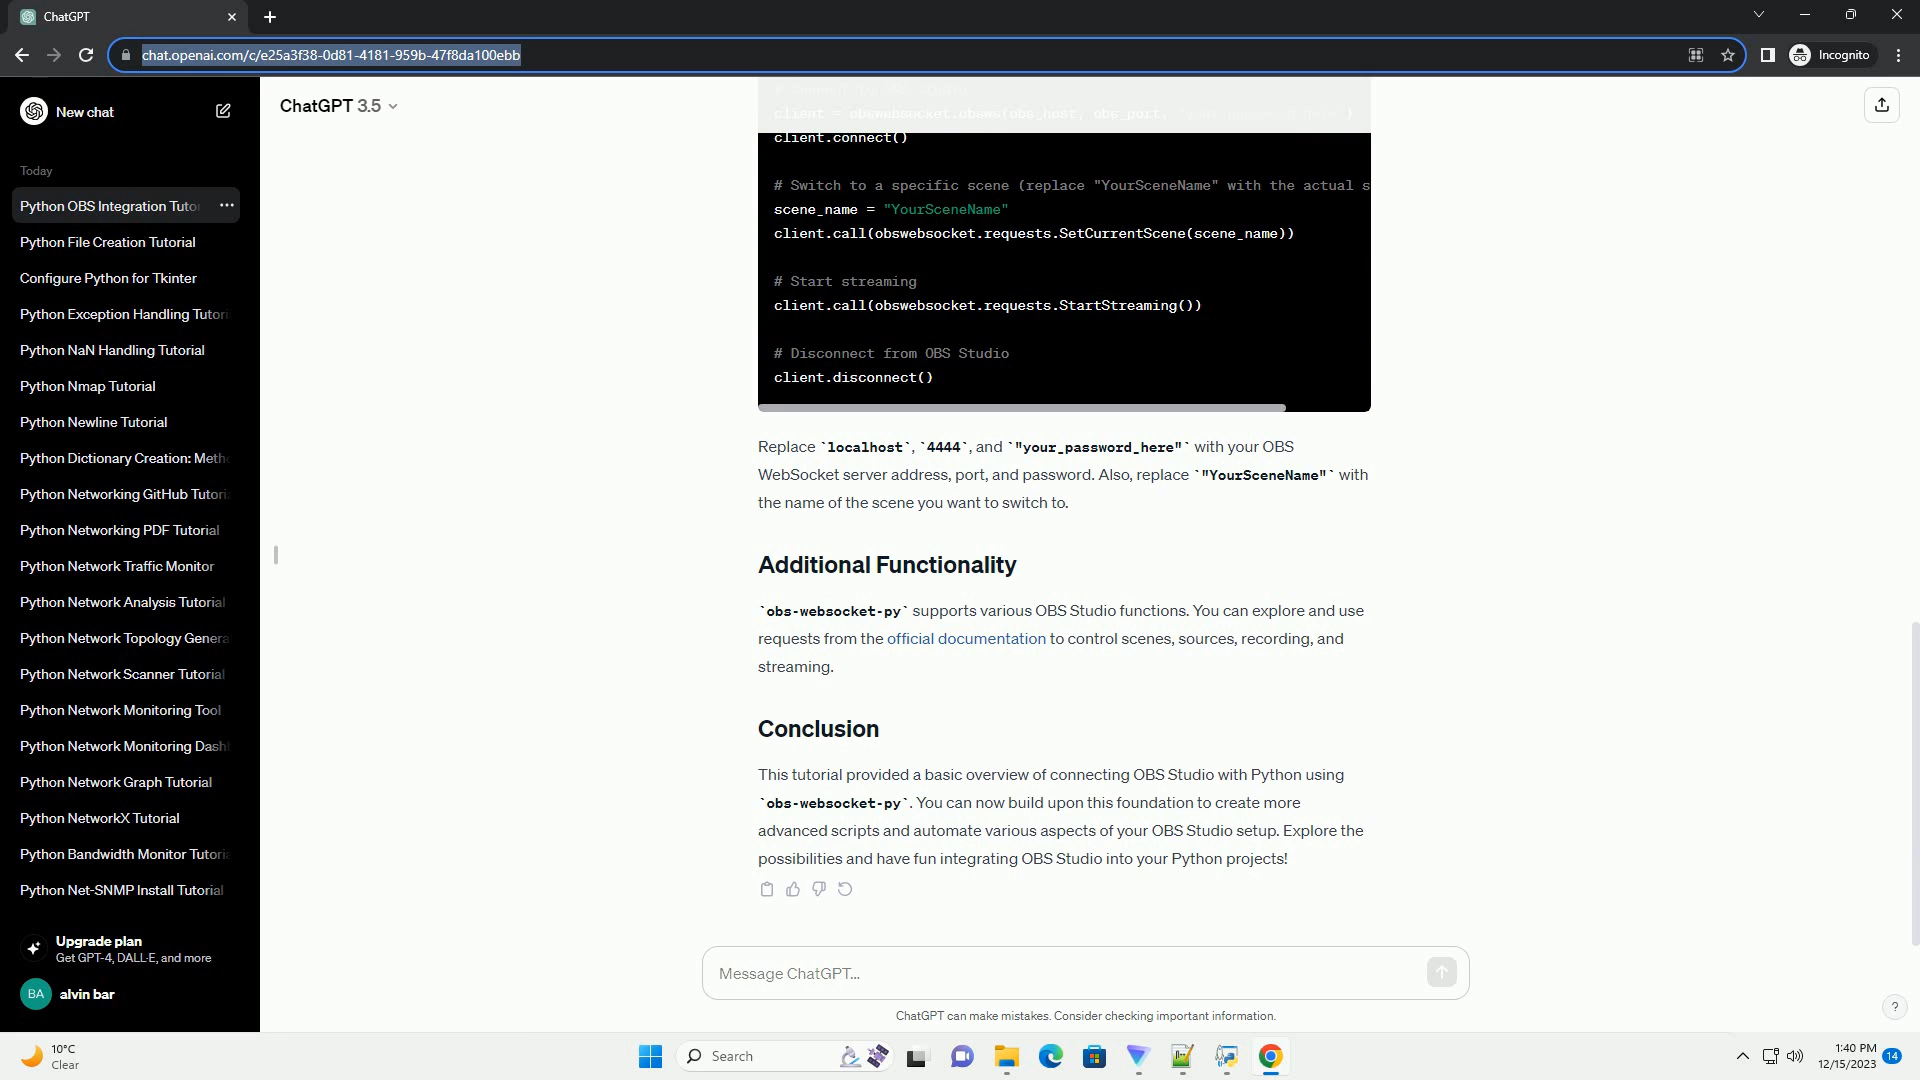 ChatGPT
chat.openai.com/c/e25a3f38-0d81-4181-959b-47f8da100ebb
Incognito
New chat
Today
Python OBS Integration Tuto
Python File Creation Tutorial
Configure Python for Tkinter
Python Exception Handling Tutori
Python NaN Handling Tutorial
Python Nmap Tutorial
Python Newline Tutorial
Python Dictionary Creation: Meth
Python Networking GitHub Tutori
Python Networking PDF Tutorial
Python Network Traffic Monitor
Python Network Analysis Tutorial
Python Network Topology Genera
Python Network Scanner Tutorial
Python Network Monitoring Tool
Python Network Monitoring Dash
Python Network Graph Tutorial
Python NetworkX Tutorial
Python Bandwidth Monitor Tutoria
Python Net-SNMP Install Tutorial
Upgrade plan
Get GPT-4, DALL·E, and more
BA alvin bar
ChatGPT 3.5
client = obswebsocket.obsws(obs_host, obs_port,
client.connect()
# Switch to a specific scene (replace "YourSceneName" with the actual s
scene_name = "YourSceneName"
client.call(obswebsocket.requests.SetCurrentScene(scene_name))
# Start streaming
client.call(obswebsocket.requests.StartStreaming())
# Disconnect from OBS Studio
client.disconnect()
Replace `localhost`, `4444`, and `"your_password_here"` with your OBS
WebSocket server address, port, and password. Also, replace `"YourSceneName"` with
the name of the scene you want to switch to.
Additional Functionality
`obs-websocket-py` supports various OBS Studio functions. You can explore and use
requests from the official documentation to control scenes, sources, recording, and
streaming.
Conclusion
This tutorial provided a basic overview of connecting OBS Studio with Python using
`obs-websocket-py`. You can now build upon this foundation to create more
advanced scripts and automate various aspects of your OBS Studio setup. Explore the
possibilities and have fun integrating OBS Studio into your Python projects!
Message ChatGPT...
ChatGPT can make mistakes. Consider checking important information.
?
10°C
Clear
Search
1:40 PM
12/15/2023
14